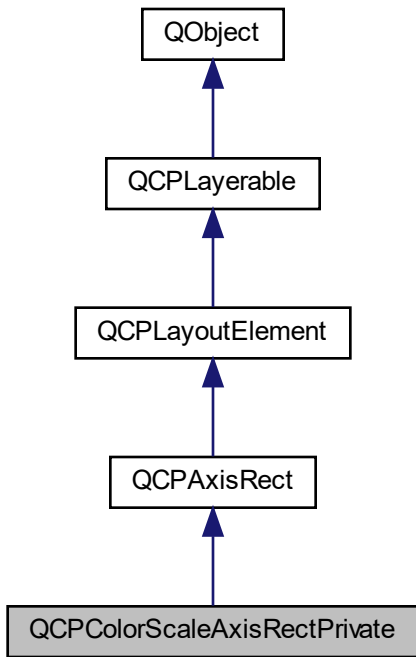 QObject
QCPLayerable
QCPLayoutElement
QCPAxisRect
QCPColorScaleAxisRectPrivate